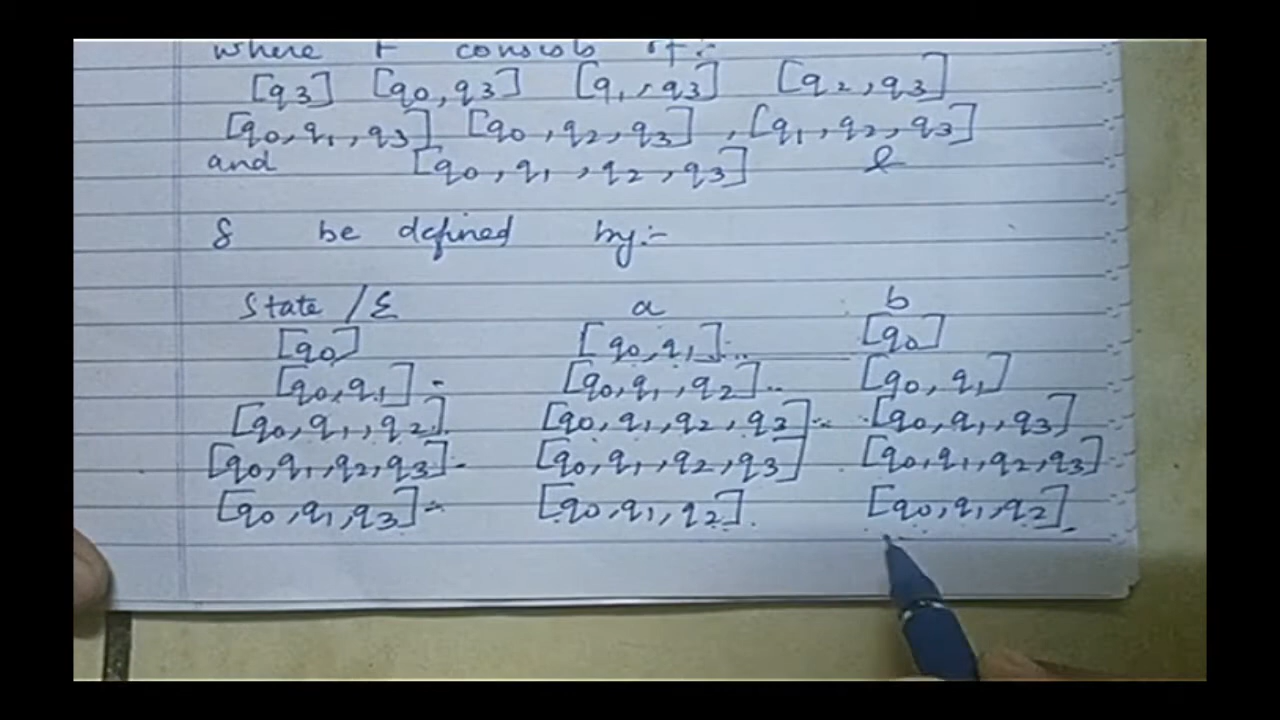 where F consists of:-
[q3] [q0,q3] [q1,q3] [q2,q3]
[q0,q1,q3] [q0,q2,q3] ,[q1,q2,q3]
and [q0,q1,q2,q3] &
δ be defined by:-
State/Σ a b
[q0] [q0,q1] [q0]
[q0,q1] [q0,q1,q2] [q0,q1]
[q0,q1,q2] [q0,q1,q2,q3] [q0,q1,q3]
[q0,q1,q2,q3] [q0,q1,q2,q3] [q0,q1,q2,q3]
[q0,q1,q3] [q0,q1,q2] [q0,q1,q2]